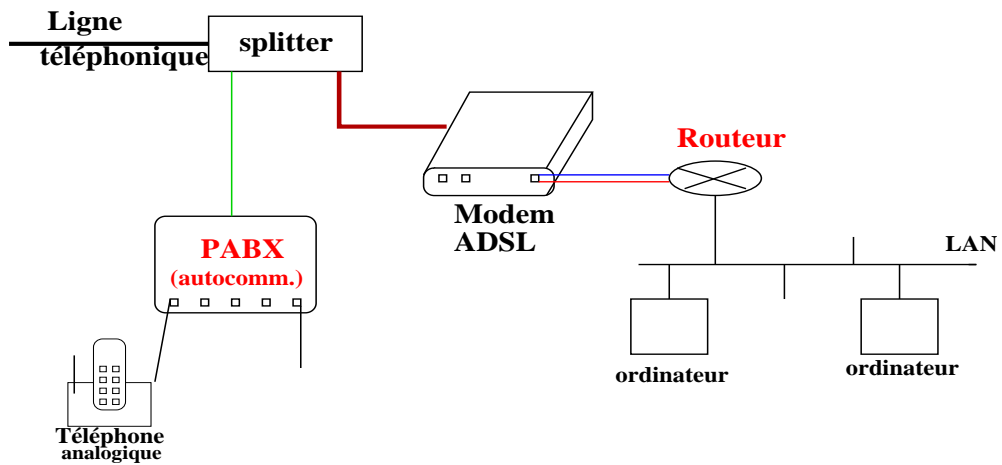 Ligne
téléphonique
splitter
Routeur
Modem
ADSL
PABX
(autocomm.)
LAN
ordinateur
ordinateur
Téléphone
analogique